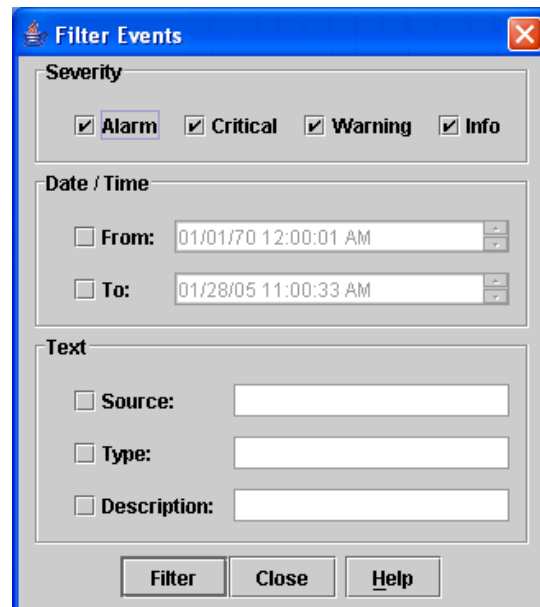 Filter Events
Severity
Alarm Critical Warning Info
Date / Time
From: 01/01/70 12:00:01 AM
To: 01/28/05 11:00:33 AM
Text
Source:
Type:
Description:
Filter Close Help